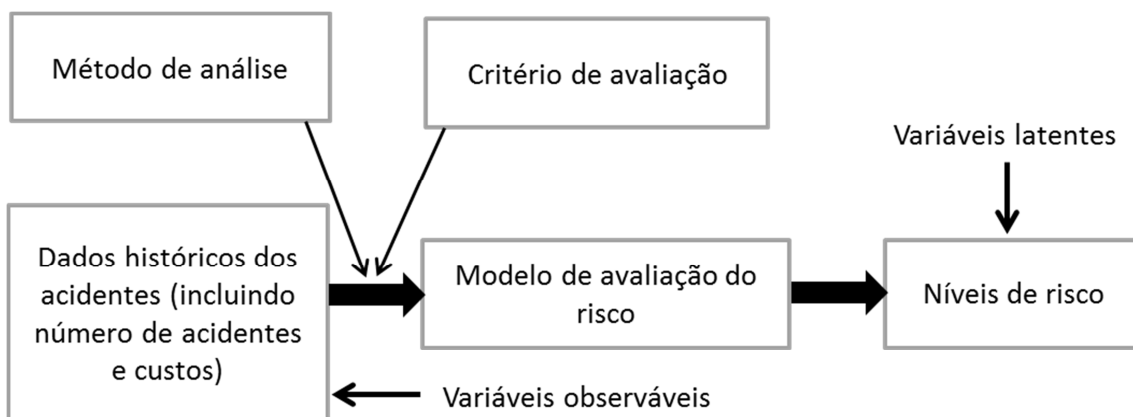 Método de análise
Critério de avaliação
Variáveis latentes
Dados históricos dos
acidentes (incluindo
número de acidentes
e custos)
Modelo de avaliação do
risco
Níveis de risco
Variáveis observáveis